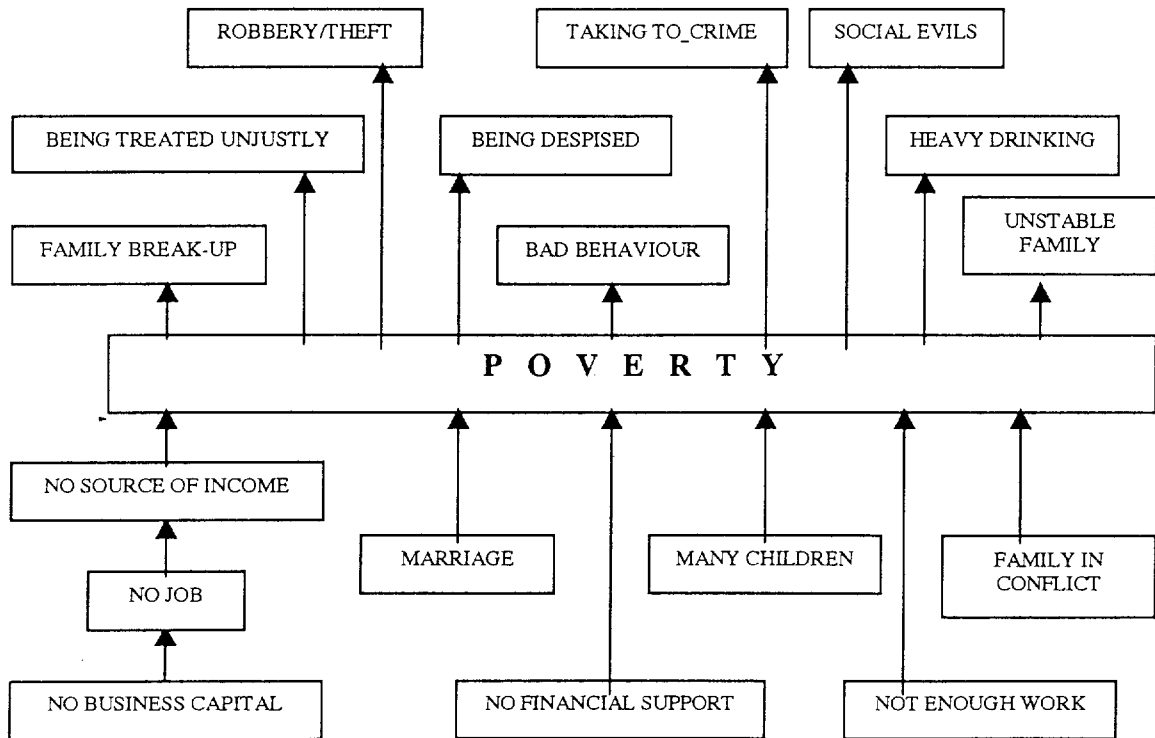 ROBBERY/THEFT
TAKING TO_CRIME
SOCIAL EVILS
BEING TREATED UNJUSTLY
BEING DESPISED
HEAVY DRINKING
FAMILY BREAK-UP
BAD BEHAVIOUR
UNSTABLE
FAMILY
P O V E R T Y
NO SOURCE OF INCOME
MARRIAGE
MANY CHILDREN
FAMILY IN
CONFLICT
NO JOB
NO BUSINESS CAPITAL
NO FINANCIAL SUPPORT
NOT ENOUGH WORK